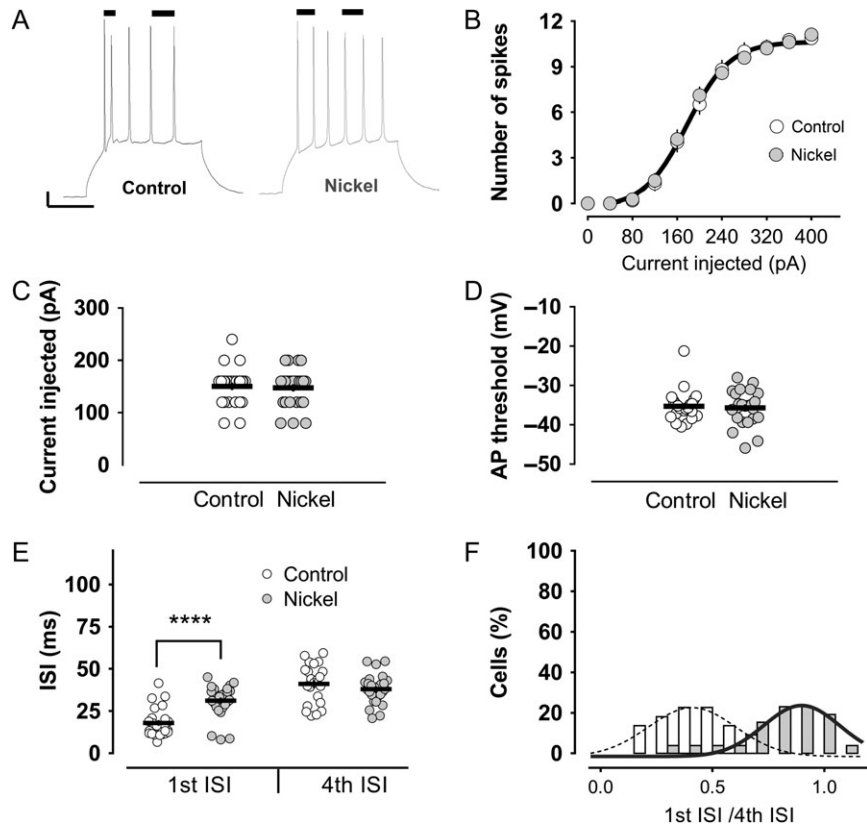 A
Control
Nickel
B
Number of spikes
12
9
6
3
0
Control
Nickel
0
80
160
240
320
400
Current injected (pA)
C
Current injected (pA)
300
200
100
0
Control
Nickel
D
AP threshold (mV)
–10
–20
–30
–40
–50
Control
Nickel
E
ISI (ms)
100
75
50
25
0
Control
Nickel
****
1st ISI
4th ISI
F
Cells (%)
100
80
60
40
20
0
0.0
0.5
1.0
1st ISI /4th ISI